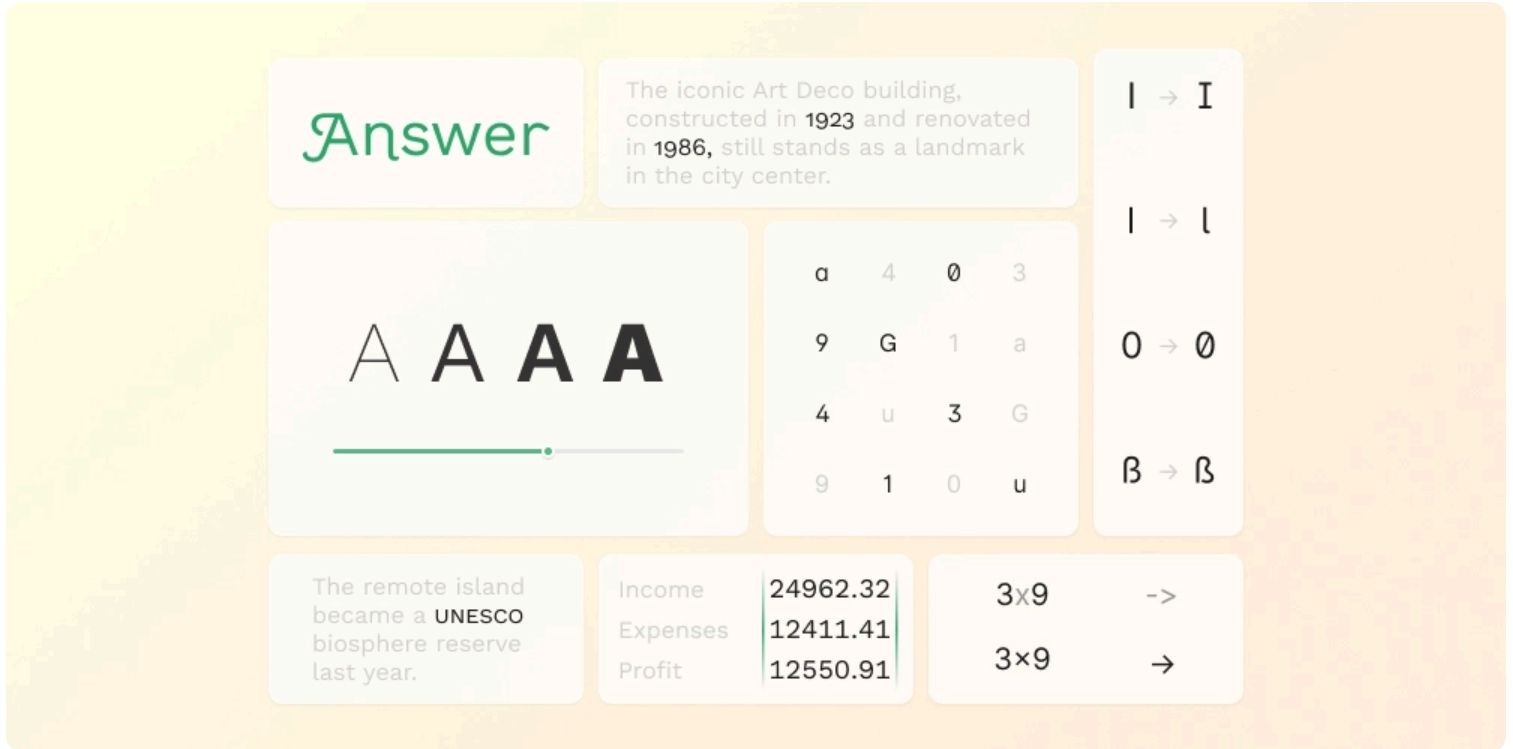 Answer
The iconic Art Deco building,
constructed in 1923 and renovated
in 1986, still stands as a landmark
in the city center.
I → I
l → l
O → 0
ß → ß
A A A A
a 4 0 3
9 G 1 a
4 u 3 G
9 1 0 u
The remote island
became a UNESCO
biosphere reserve
last year.
Income 24962.32
Expenses 12411.41
Profit 12550.91
3x9 ->
3×9 →